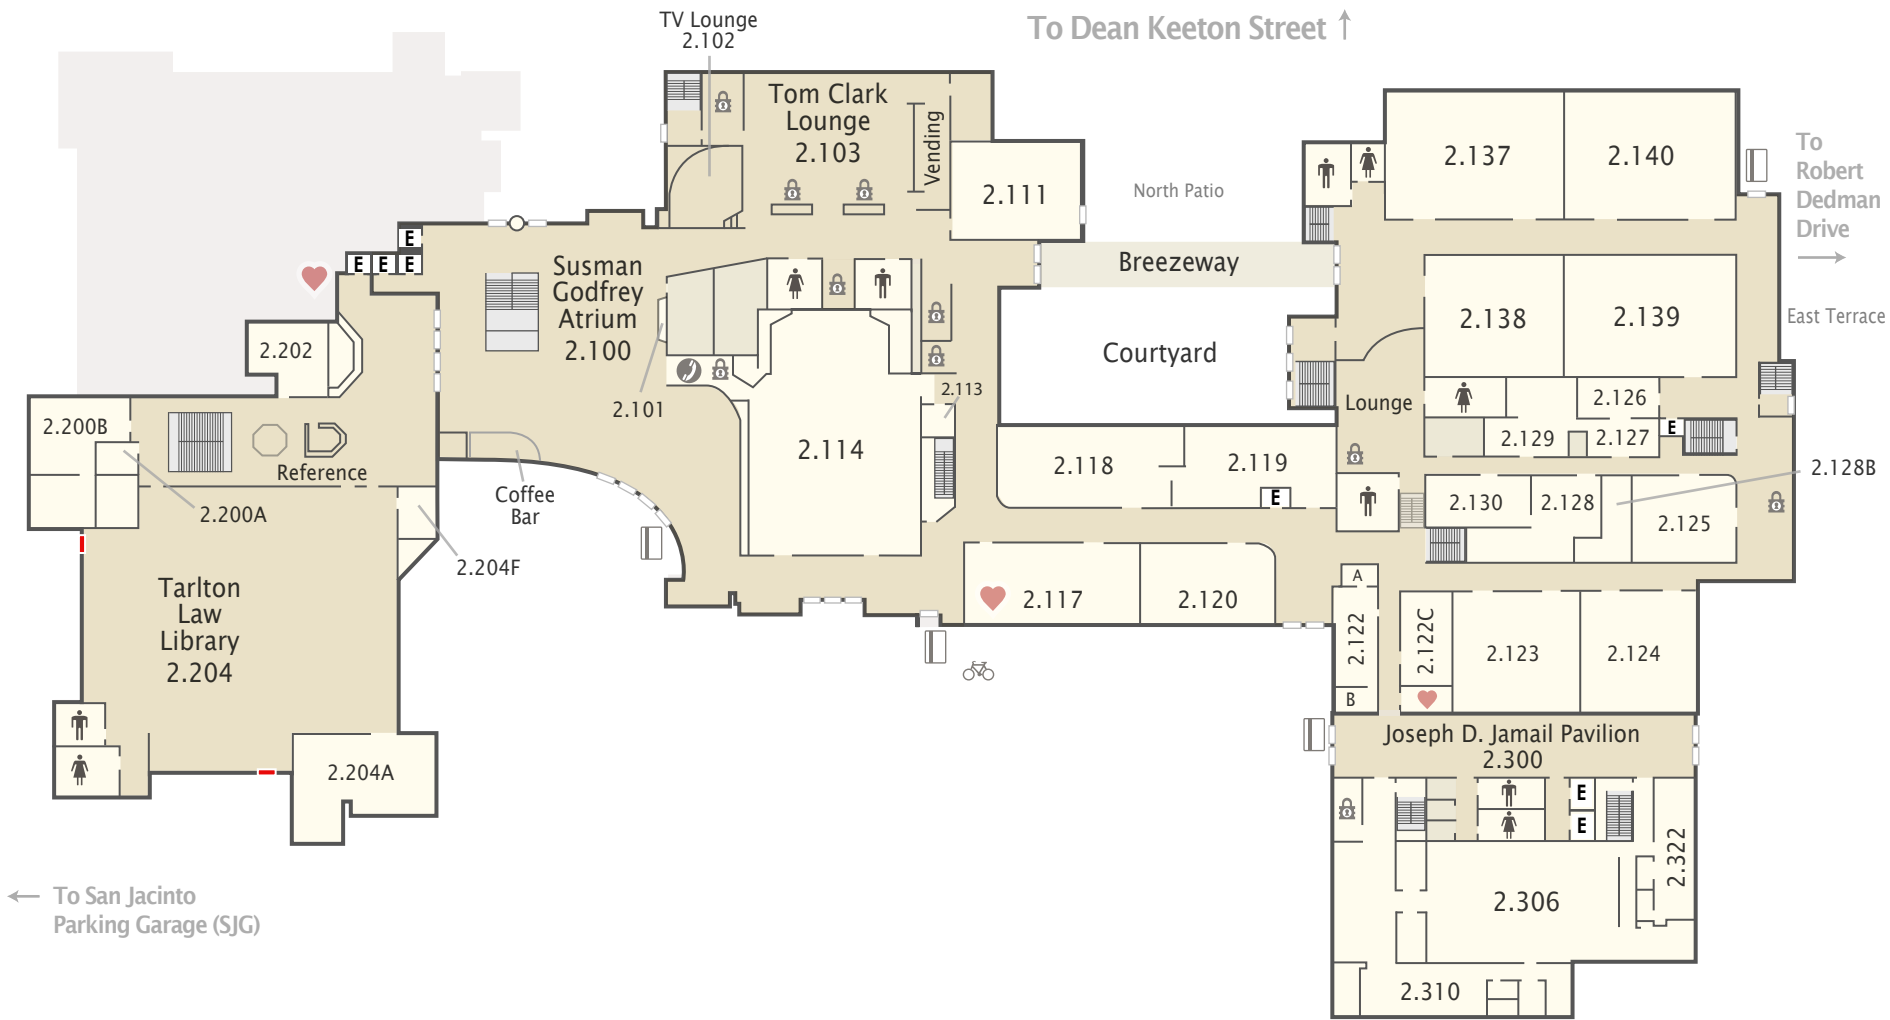 TV Lounge
2.102
To Dean Keeton Street ↑
Tom Clark
Lounge
2.103
Vending
2.111
North Patio
2.137
2.140
To
Robert
Dedman
Drive
→
E
E
E
E
Susman
Godfrey
Atrium
2.100
Breezeway
2.138
2.139
East Terrace
2.202
Courtyard
2.101
2.113
Lounge
2.126
2.200B
Reference
2.114
2.118
2.119
E
2.129
2.127
E
2.128B
Coffee
Bar
2.200A
2.130
2.128
2.125
2.204F
Tarlton
Law
Library
2.204
2.117
2.120
A
2.122
B
2.122C
2.123
2.124
2.204A
Joseph D. Jamail Pavilion
2.300
E
E
2.322
2.306
2.310
← To San Jacinto
Parking Garage (SJG)